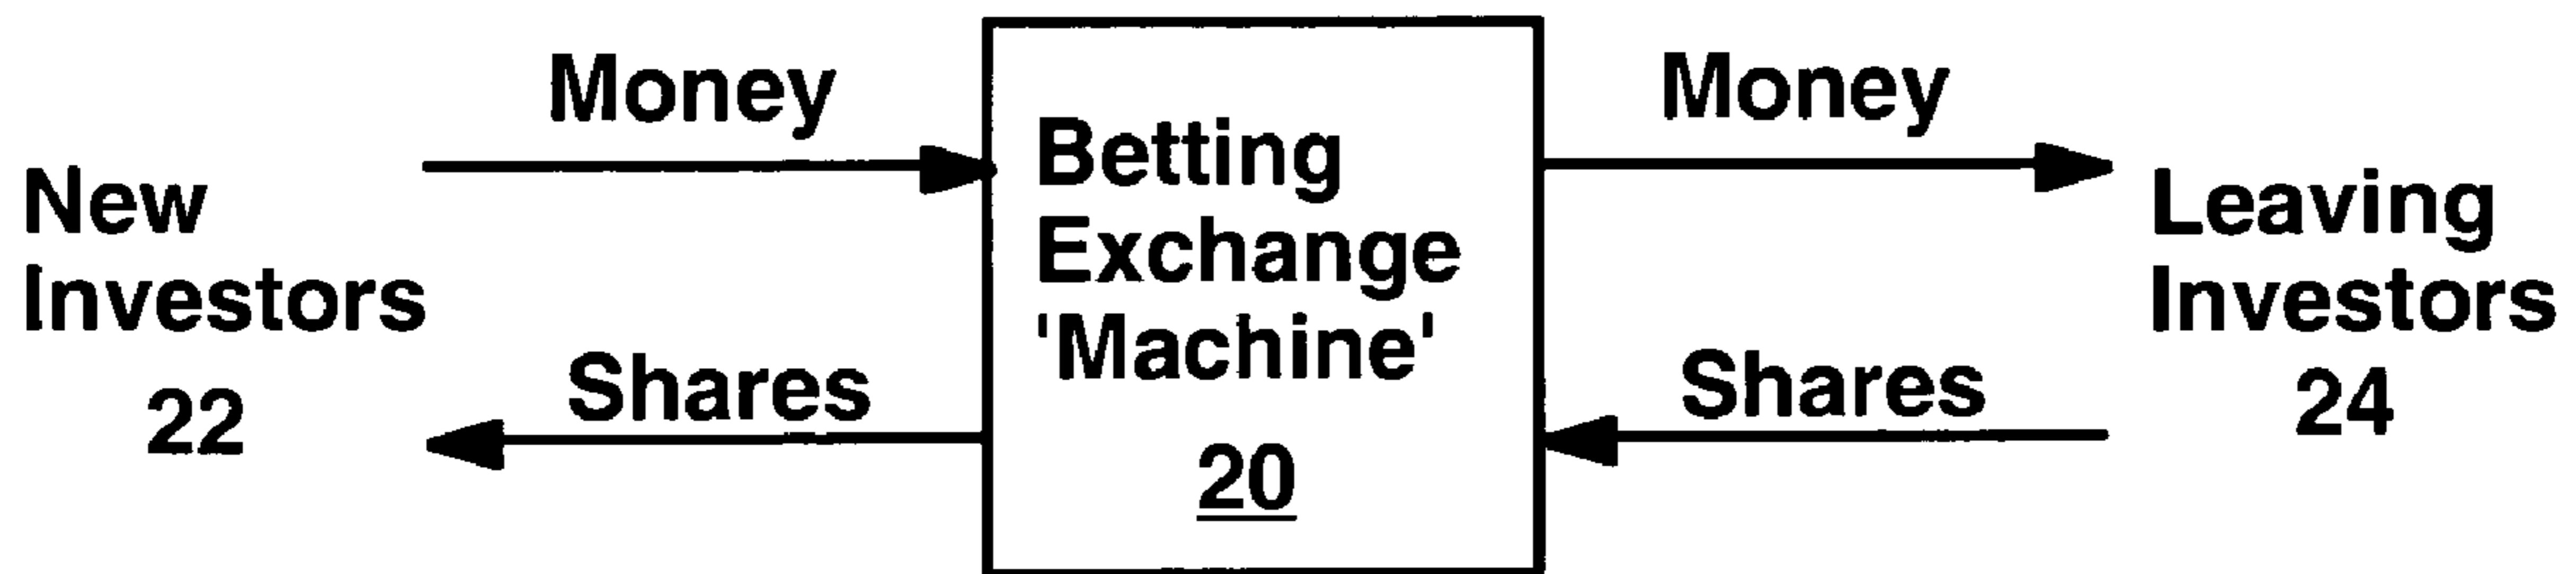 Money
New
Investors
22
Shares
Betting
Exchange
'Machine'
20
Money
Shares
Leaving
Investors
24